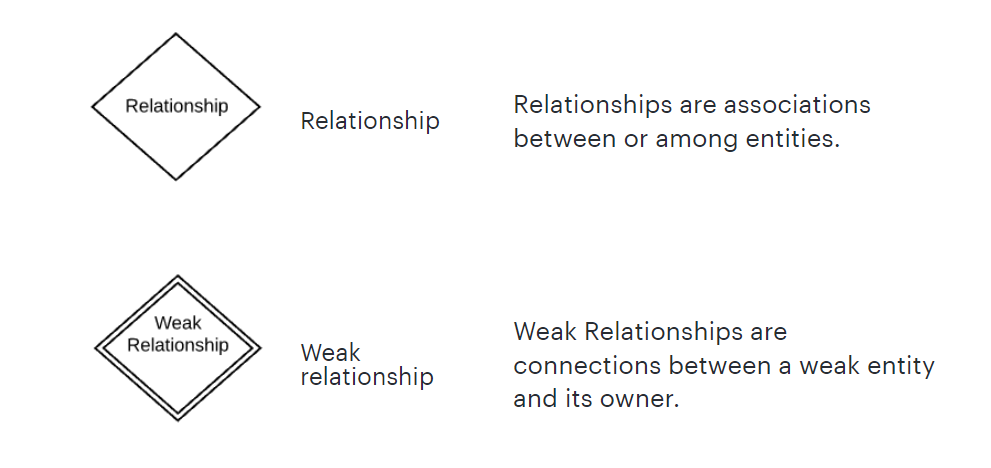 Relationship
Relationship
Relationships are associations
between or among entities.
Weak
Relationship
Weak
relationship
Weak Relationships are
connections between a weak entity
and its owner.